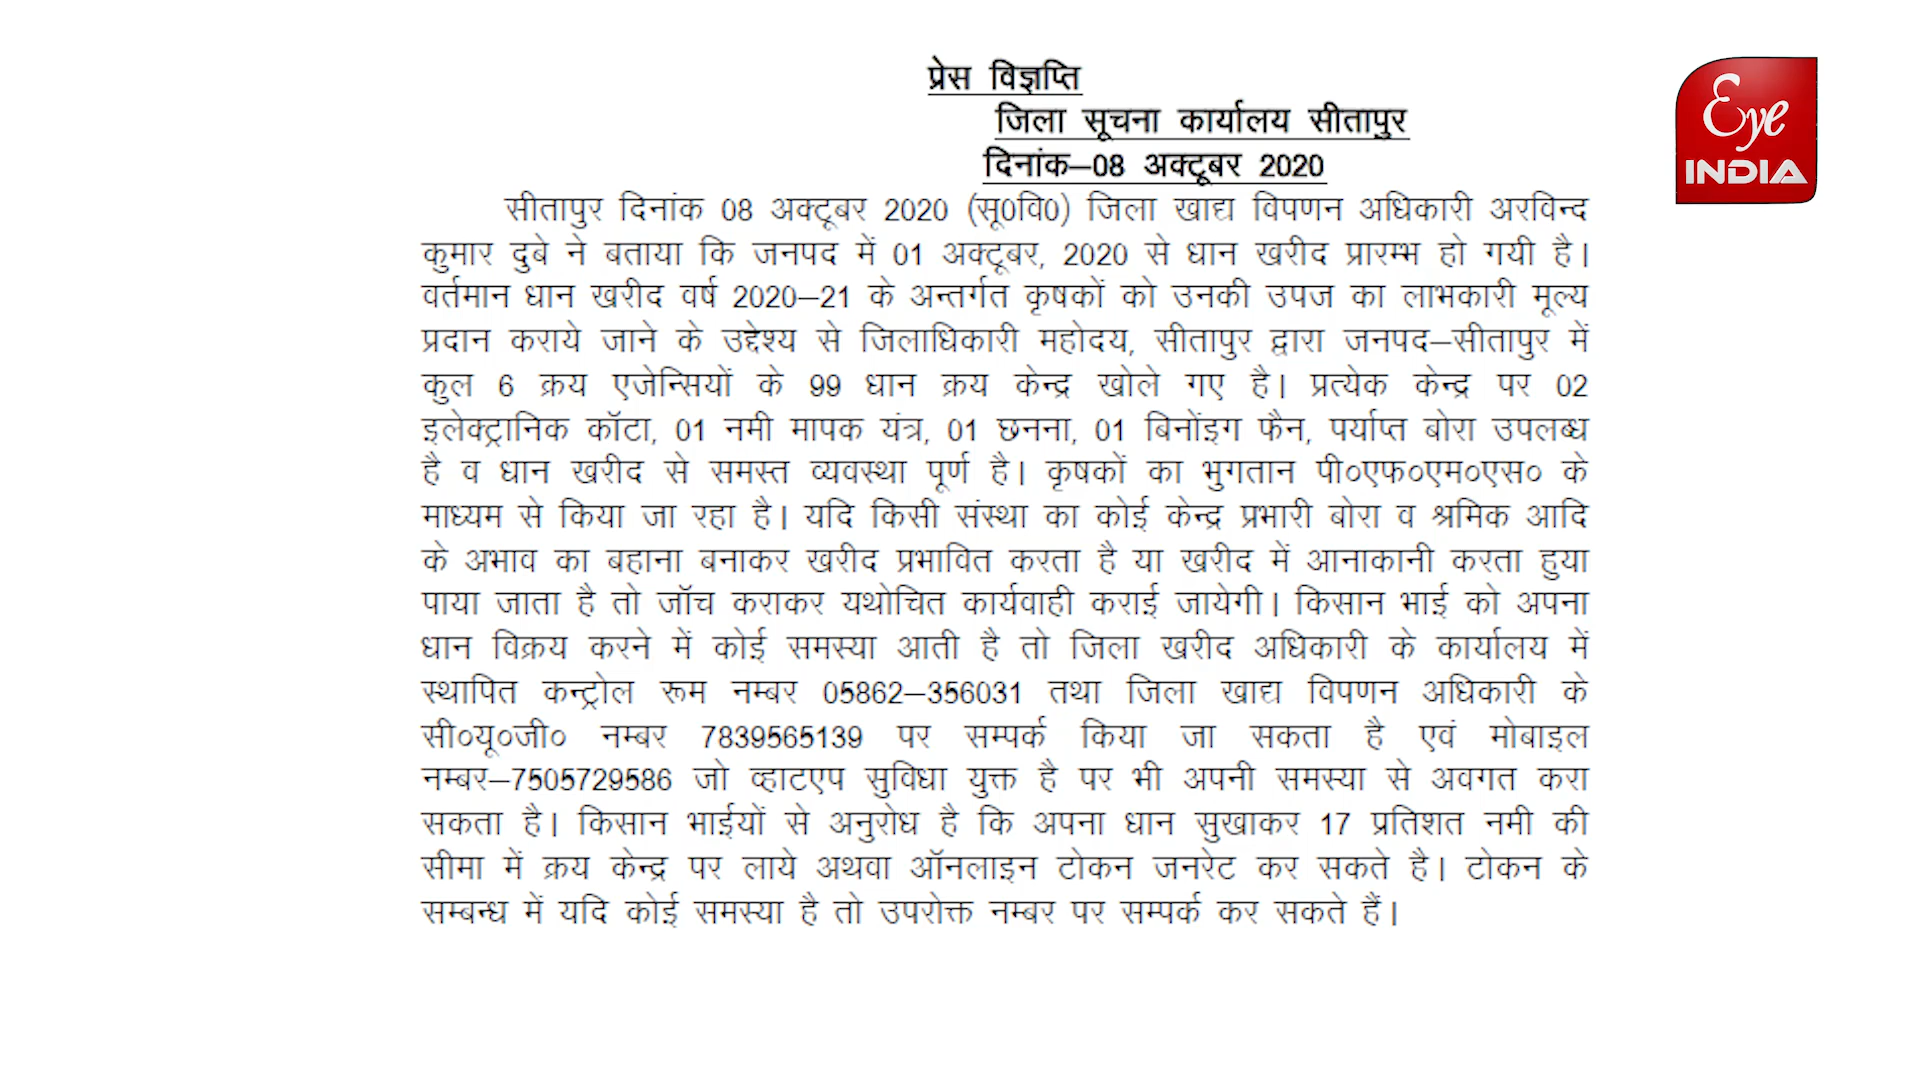 प्रेस विज्ञप्ति
जिला सूचना कार्यालय सीतापुर
दिनांक–08 अक्टूबर 2020
Eye
INDIA
सीतापुर दिनांक 08 अक्टूबर 2020 (सू0वि0) जिला खाद्य विपणन अधिकारी अरविन्द
कुमार दुबे ने बताया कि जनपद में 01 अक्टूबर, 2020 से धान खरीद प्रारम्भ हो गयी है।
वर्तमान धान खरीद वर्ष 2020–21 के अन्तर्गत कृषकों को उनकी उपज का लाभकारी मूल्य
प्रदान कराये जाने के उद्देश्य से जिलाधिकारी महोदय, सीतापुर द्वारा जनपद–सीतापुर में
कुल 6 क्रय एजेन्सियों के 99 धान क्रय केन्द्र खोले गए है। प्रत्येक केन्द्र पर 02
इलेक्ट्रानिक कॉटा, 01 नमी मापक यंत्र, 01 छनना, 01 बिनोंइग फैन, पर्याप्त बोरा उपलब्ध
है व धान खरीद से समस्त व्यवस्था पूर्ण है। कृषकों का भुगतान पी०एफ०एम०एस० के
माध्यम से किया जा रहा है। यदि किसी संस्था का कोई केन्द्र प्रभारी बोरा व श्रमिक आदि
के अभाव का बहाना बनाकर खरीद प्रभावित करता है या खरीद में आनाकानी करता हुया
पाया जाता है तो जॉच कराकर यथोचित कार्यवाही कराई जायेगी। किसान भाई को अपना
धान विक्रय करने में कोई समस्या आती है तो जिला खरीद अधिकारी के कार्यालय में
स्थापित कन्ट्रोल रूम नम्बर 05862–356031 तथा जिला खाद्य विपणन अधिकारी के
सी०यू०जी० नम्बर 7839565139 पर सम्पर्क किया जा सकता है एवं मोबाइल
नम्बर–7505729586 जो व्हाटएप सुविधा युक्त है पर भी अपनी समस्या से अवगत करा
सकता है। किसान भाईयों से अनुरोध है कि अपना धान सुखाकर 17 प्रतिशत नमी की
सीमा में क्रय केन्द्र पर लाये अथवा ऑनलाइन टोकन जनरेट कर सकते है। टोकन के
सम्बन्ध में यदि कोई समस्या है तो उपरोक्त नम्बर पर सम्पर्क कर सकते हैं।